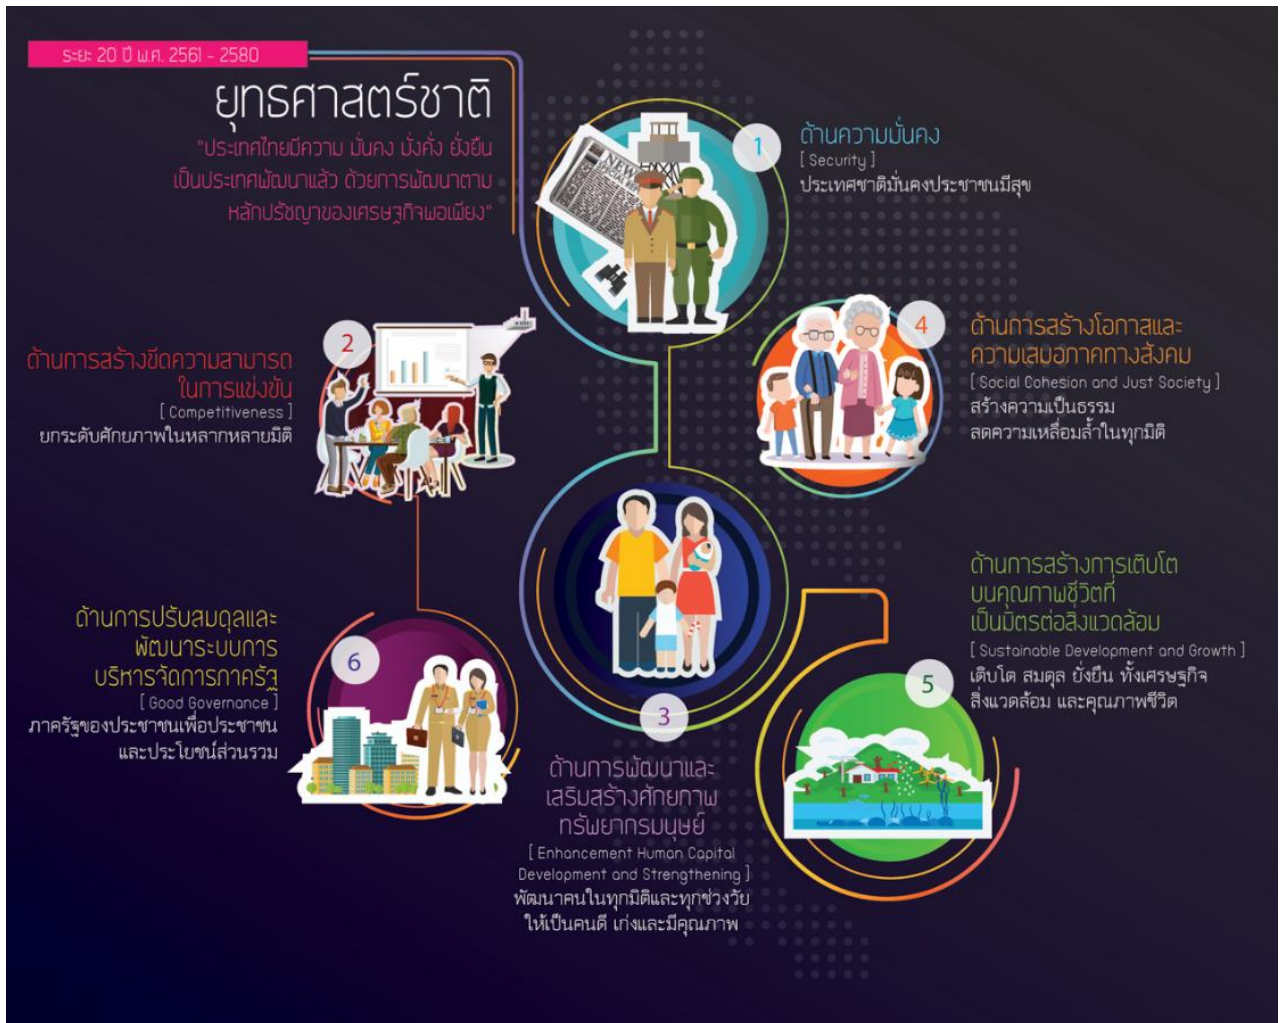 ระยะ 20 ปี พ.ศ. 2561 - 2580
ยุทธศาสตร์ชาติ
"ประเทศไทยมีความ มั่นคง มั่งคั่ง ยั่งยืน
เป็นประเทศพัฒนาแล้ว ด้วยการพัฒนาตาม
หลักปรัชญาของเศรษฐกิจพอเพียง"
NEWS
1
ด้านความมั่นคง
[ Security ]
ประเทศชาติมั่นคงประชาชนมีสุข
2
ด้านการสร้างขีดความสามารถ
ในการแข่งขัน
[ Competitiveness ]
ยกระดับศักยภาพในหลากหลายมิติ
3
ด้านการพัฒนาและ
เสริมสร้างศักยภาพ
ทรัพยากรมนุษย์
[ Enhancement Human Capital
Development and Strengthening ]
พัฒนาคนในทุกมิติและทุกช่วงวัย
ให้เป็นคนดี เก่งและมีคุณภาพ
4
ด้านการสร้างโอกาสและ
ความเสมอภาคทางสังคม
[ Social Cohesion and Just Society ]
สร้างความเป็นธรรม
ลดความเหลื่อมล้ำในทุกมิติ
5
ด้านการสร้างการเติบโต
บนคุณภาพชีวิตที่
เป็นมิตรต่อสิ่งแวดล้อม
[ Sustainable Development and Growth ]
เติบโต สมดุล ยั่งยืน ทั้งเศรษฐกิจ
สิ่งแวดล้อม และคุณภาพชีวิต
6
ด้านการปรับสมดุลและ
พัฒนาระบบการ
บริหารจัดการภาครัฐ
[ Good Governance ]
ภาครัฐของประชาชนเพื่อประชาชน
และประโยชน์ส่วนรวม